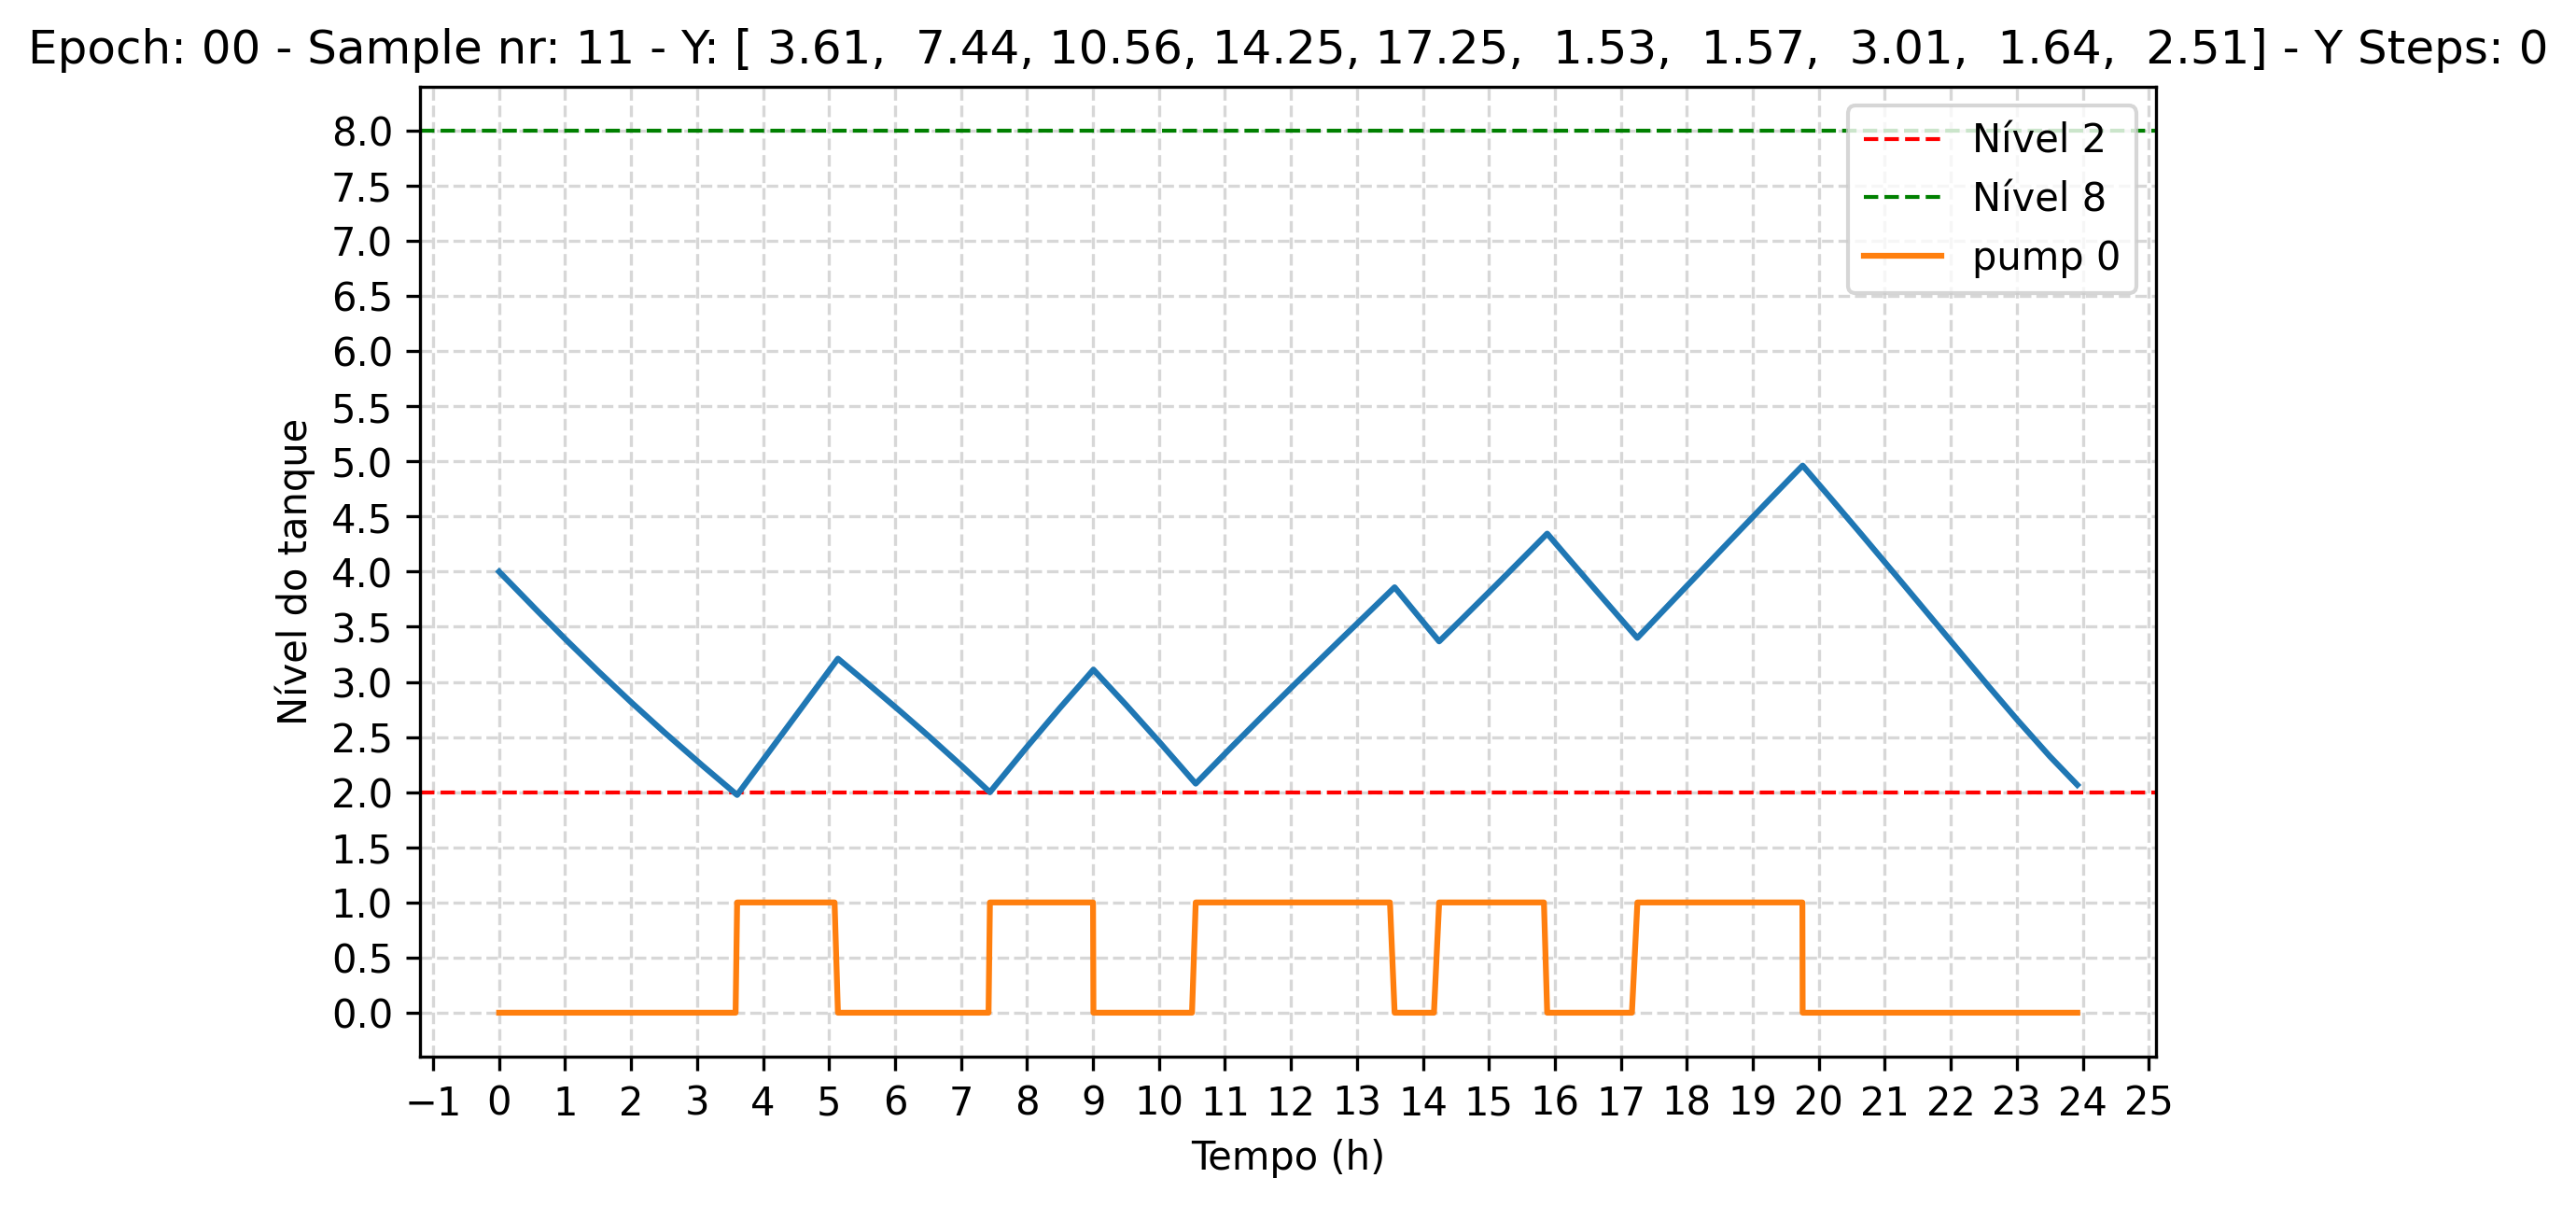 Epoch: 00 - Sample nr: 11 - Y: [ 3.61,  7.44, 10.56, 14.25, 17.25,  1.53,  1.57,  3.01,  1.64,  2.51] - Y Steps: 0
Nível 2
Nível 8
pump 0
8.0
7.5
7.0
6.5
6.0
5.5
5.0
4.5
4.0
3.5
3.0
2.5
2.0
1.5
1.0
0.5
0.0
Nível do tanque
−1 0 1 2 3 4 5 6 7 8 9 10 11 12 13 14 15 16 17 18 19 20 21 22 23 24 25
Tempo (h)